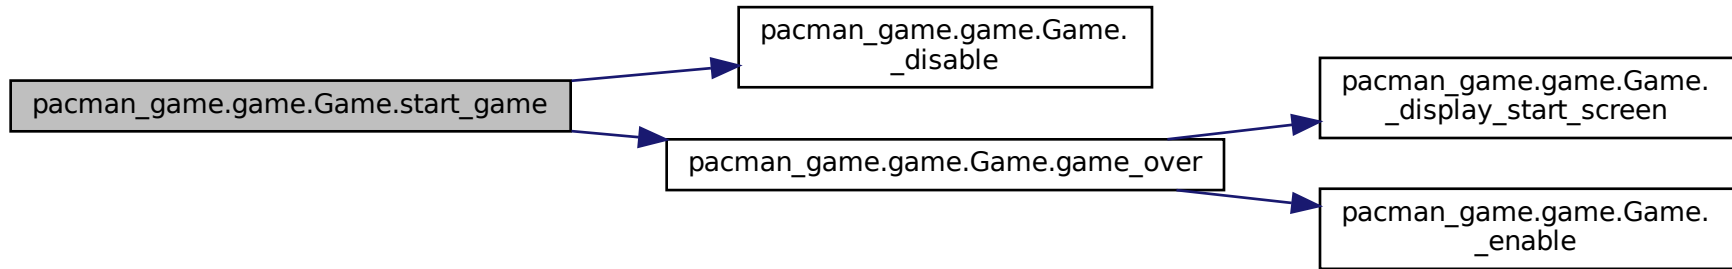 pacman_game.game.Game.start_game
pacman_game.game.Game.
_disable
pacman_game.game.Game.game_over
pacman_game.game.Game.
_display_start_screen
pacman_game.game.Game.
_enable